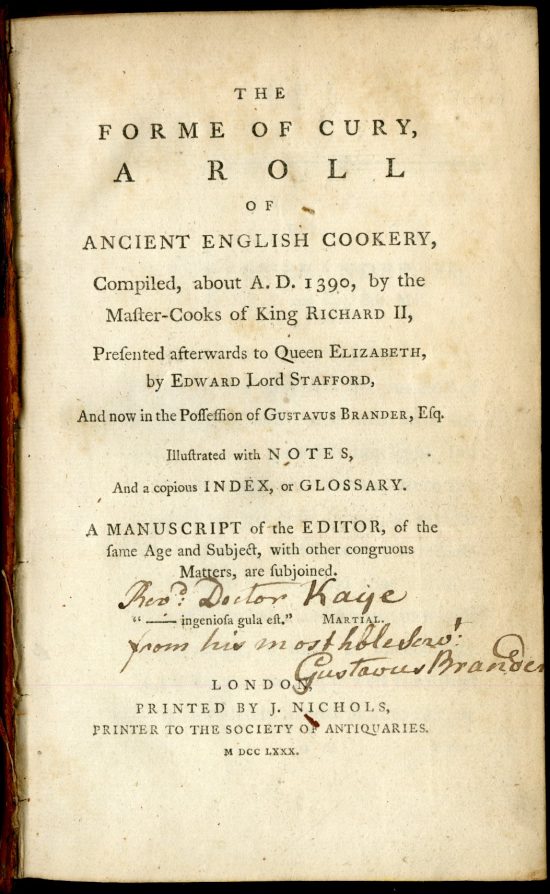 THE
FORME OF CURY,
A ROLL
OF
ANCIENT ENGLISH COOKERY,
Compiled, about A. D. 1390, by the
Maſter-Cooks of King RICHARD II,
Preſented afterwards to Queen ELIZABETH,
by EDWARD Lord STAFFORD,
And now in the Poſſeſſion of GUSTAVUS BRANDER, Eſq.
Illuſtrated with NOTES,
And a copious INDEX, or GLOSSARY.
A MANUSCRIPT of the EDITOR, of the
ſame Age and Subject, with other congruous
Matters, are ſubjoined.
Revd. Doctor Kaye
“ —— ingenioſa gula eſt.” MARTIAL.
from his most hble Servt.
Gustavus Brander
LONDON,
PRINTED BY J. NICHOLS,
PRINTER TO THE SOCIETY OF ANTIQUARIES.
M DCC LXXX.